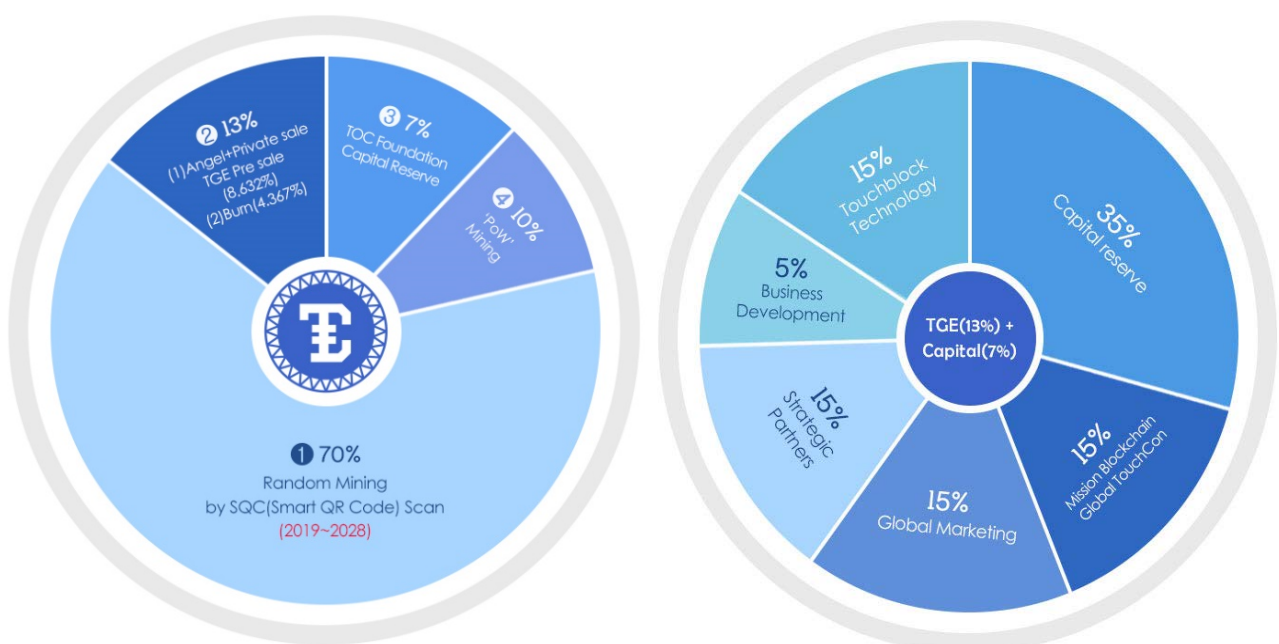 ❷ 13%
(1)Angel+Private sale
TGE Pre sale
(8.632%)
(2)Burn(4.367%)
❸ 7%
TOC Foundation
Capital Reserve
❹ 10%
'PoW'
Mining
❶ 70%
Random Mining
by SQC(Smart QR Code) Scan
(2019~2028)
15%
Touchblock
Technology
35%
Capital reserve
5%
Business
Development
TGE(13%) +
Capital(7%)
15%
Strategic
Partners
15%
Mission Blockchain
Global TouchCon
15%
Global Marketing